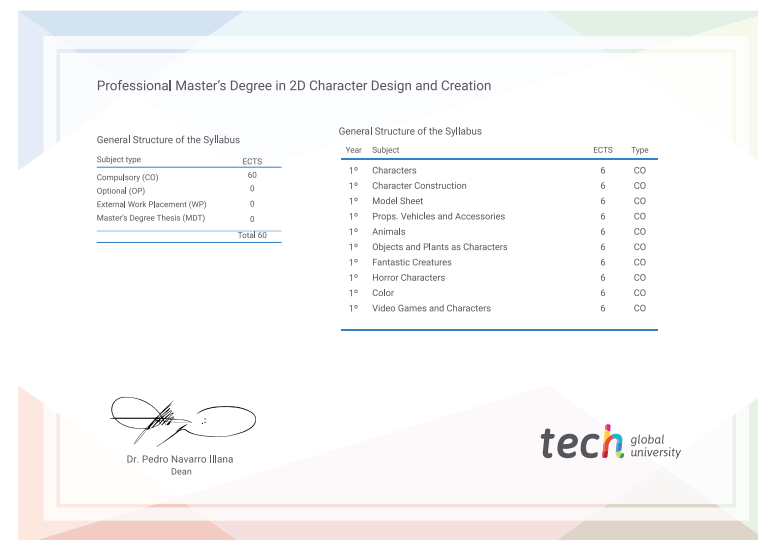 Professional Master's Degree in 2D Character Design and Creation
General Structure of the Syllabus
Subject type ECTS
Compulsory (CO) 60
Optional (OP) 0
External Work Placement (WP) 0
Master's Degree Thesis (MDT) 0
Total 60
General Structure of the Syllabus
Year Subject ECTS Type
1º Characters 6 CO
1º Character Construction 6 CO
1º Model Sheet 6 CO
1º Props. Vehicles and Accessories 6 CO
1º Animals 6 CO
1º Objects and Plants as Characters 6 CO
1º Fantastic Creatures 6 CO
1º Horror Characters 6 CO
1º Color 6 CO
1º Video Games and Characters 6 CO
Dr. Pedro Navarro Illana
Dean
tech global
university